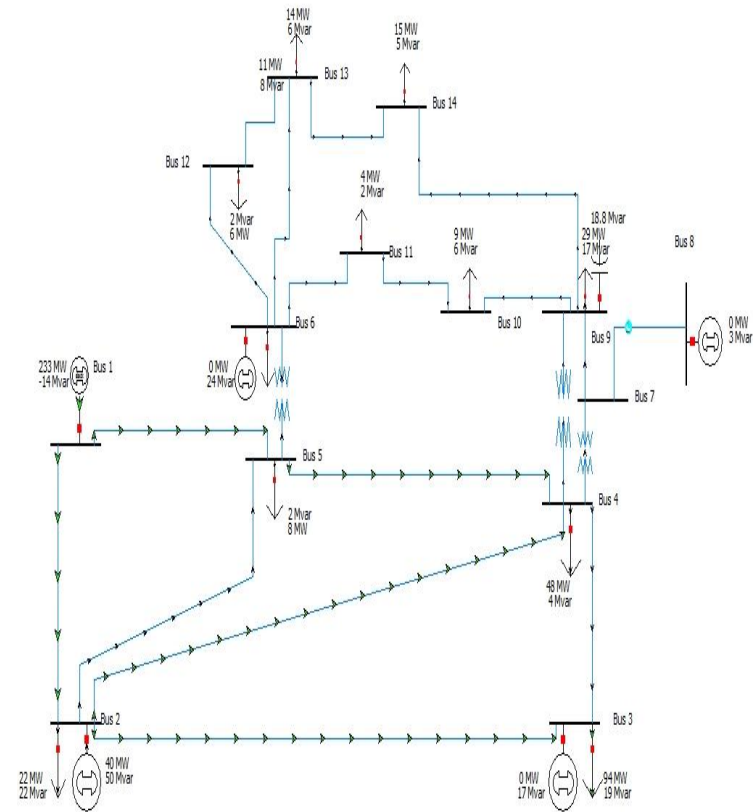 14 MW
6 Mvar
15 MW
5 Mvar
11 MW
8 Mvar
Bus 13
Bus 14
Bus 12
4 MW
2 Mvar
2 Mvar
6 MW
9 MW
6 Mvar
18.8 Mvar
29 MW
17 Mvar
Bus 8
Bus 11
Bus 6
Bus 10
Bus 9
0 MW
3 Mvar
233 MW
-14 Mvar
Bus 1
0 MW
24 Mvar
Bus 7
Bus 5
Bus 4
2 Mvar
8 MW
48 MW
4 Mvar
Bus 2
Bus 3
40 MW
50 Mvar
22 MW
22 Mvar
0 MW
17 Mvar
94 MW
19 Mvar